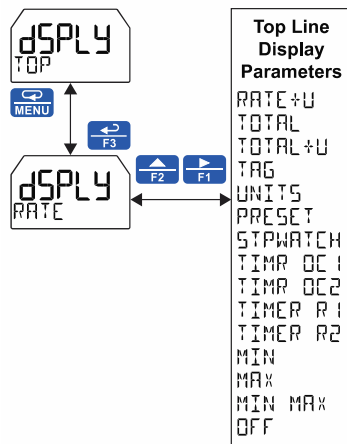 dSPLY
TOP
MENU
F3
dSPLY
RATE
F2
F1
Top Line
Display
Parameters
RATE+U
TOTAL
TOTAL+U
TAG
UNITS
PRESET
STPWATCH
TIMR OC1
TIMR OC2
TIMER R1
TIMER R2
MIN
MAX
MIN MAX
OFF